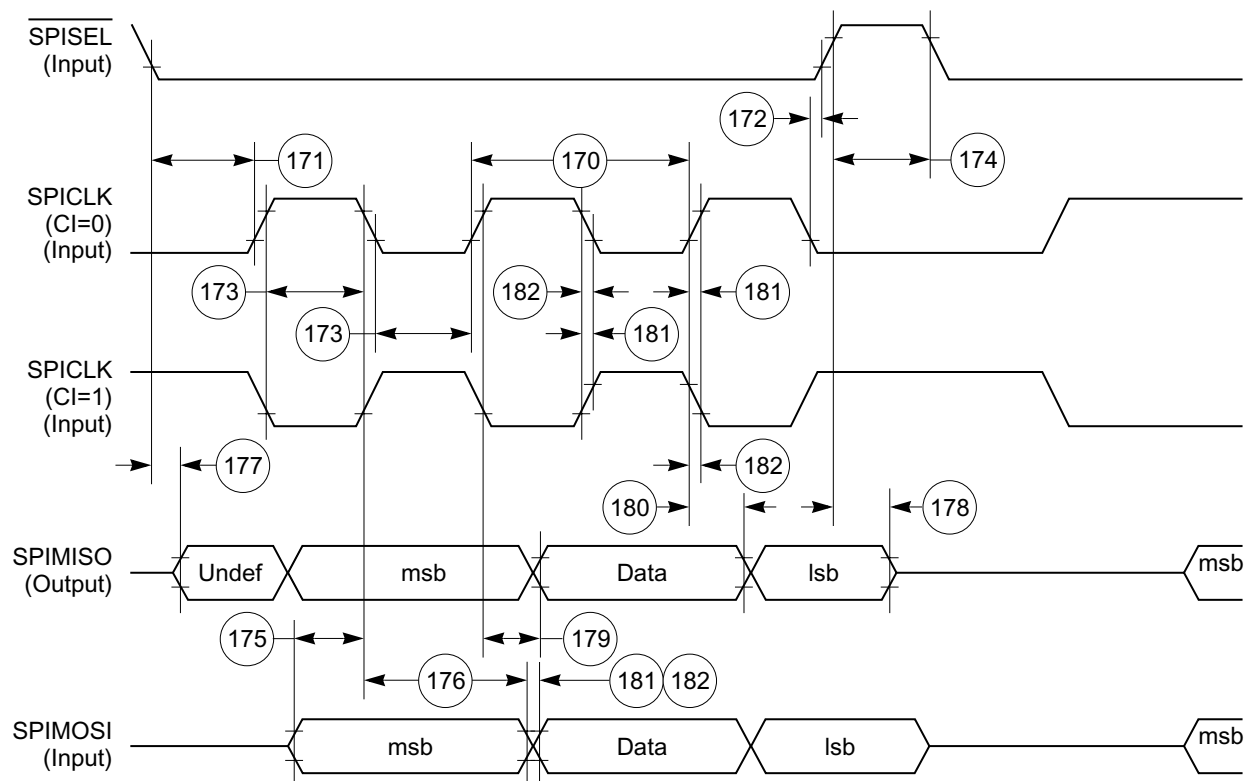 SPISEL
(Input)
172
174
171
170
SPICLK
(CI=0)
(Input)
173
182
181
173
181
SPICLK
(CI=1)
(Input)
177
182
180
178
SPIMISO
(Output)
Undef
msb
Data
lsb
msb
175
179
176
181
182
SPIMOSI
(Input)
msb
Data
lsb
msb